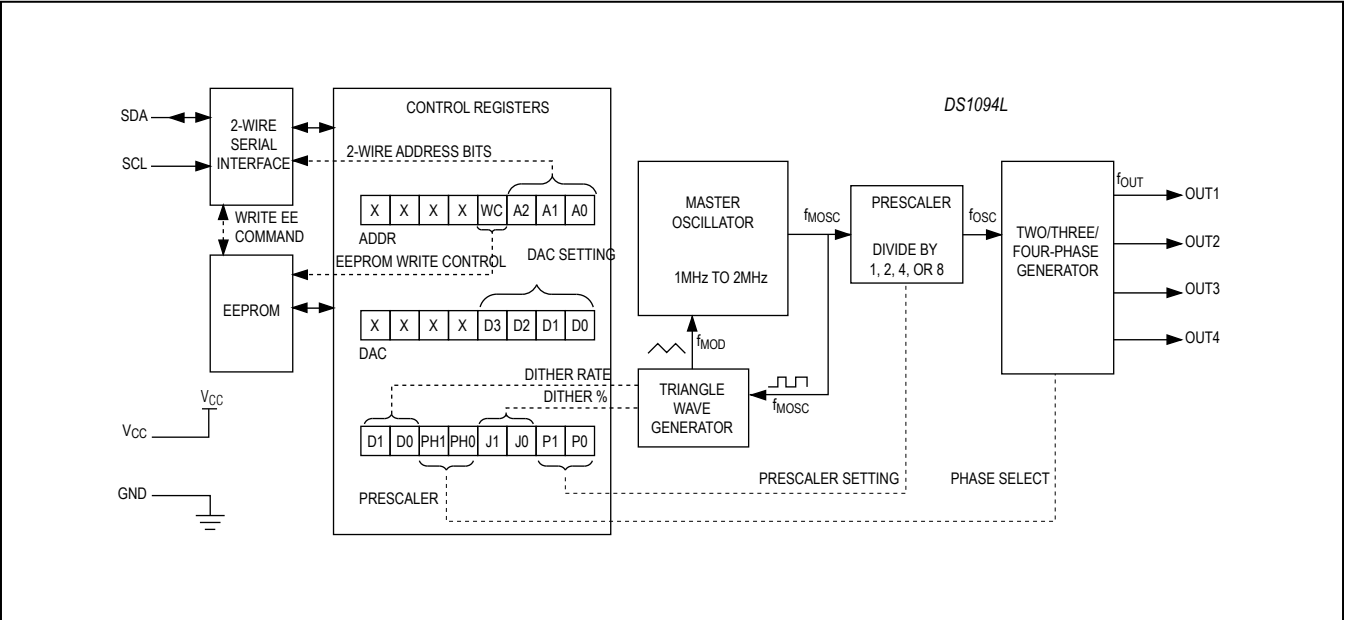 DS1094L
CONTROL REGISTERS
SDA
SCL
2-WIRE
SERIAL
INTERFACE
2-WIRE ADDRESS BITS
X X X X WC A2 A1 A0
ADDR
WRITE EE
COMMAND
EEPROM WRITE CONTROL
DAC SETTING
EEPROM
X X X X D3 D2 D1 D0
DAC
DITHER RATE
DITHER %
D1 D0 PH1 PH0 J1 J0 P1 P0
PRESCALER
VCC
VCC
GND
MASTER
OSCILLATOR
1MHz TO 2MHz
fMOSC
fMOD
TRIANGLE
WAVE
GENERATOR
fMOSC
PRESCALER
DIVIDE BY
1, 2, 4, OR 8
fOSC
TWO/THREE/
FOUR-PHASE
GENERATOR
fOUT
OUT1
OUT2
OUT3
OUT4
PRESCALER SETTING
PHASE SELECT